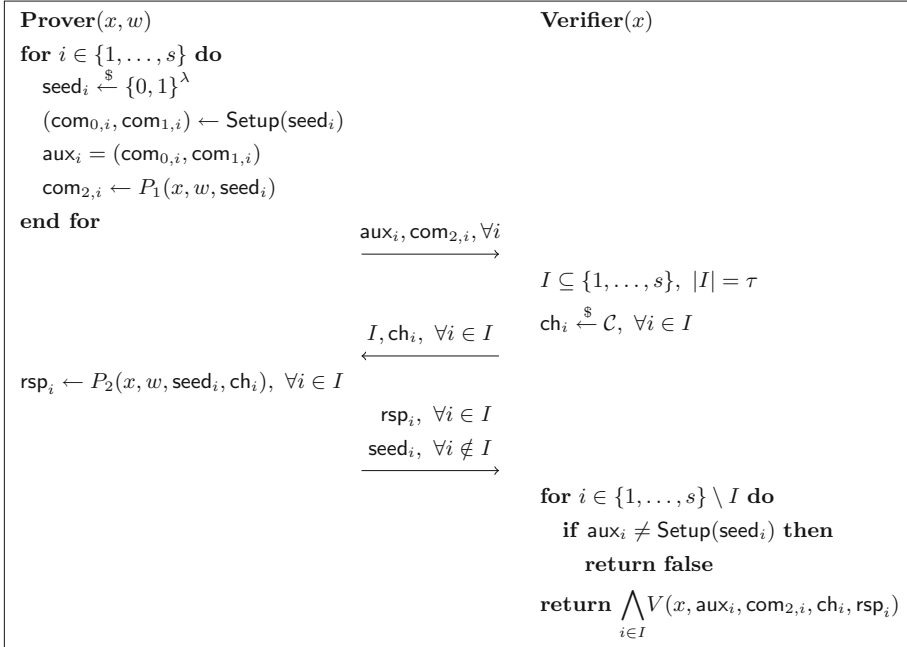 Prover(x, w)
Verifier(x)
for i ∈ {1, . . . , s} do
seed_i ←$ {0, 1}^λ
(com_{0,i}, com_{1,i}) ← Setup(seed_i)
aux_i = (com_{0,i}, com_{1,i})
com_{2,i} ← P_1(x, w, seed_i)
end for
aux_i, com_{2,i}, ∀i
I ⊆ {1, . . . , s}, |I| = τ
ch_i ←$ C, ∀i ∈ I
I, ch_i, ∀i ∈ I
rsp_i ← P_2(x, w, seed_i, ch_i), ∀i ∈ I
rsp_i, ∀i ∈ I
seed_i, ∀i ∉ I
for i ∈ {1, . . . , s} \ I do
if aux_i ≠ Setup(seed_i) then
return false
return ⋀_{i∈I} V(x, aux_i, com_{2,i}, ch_i, rsp_i)